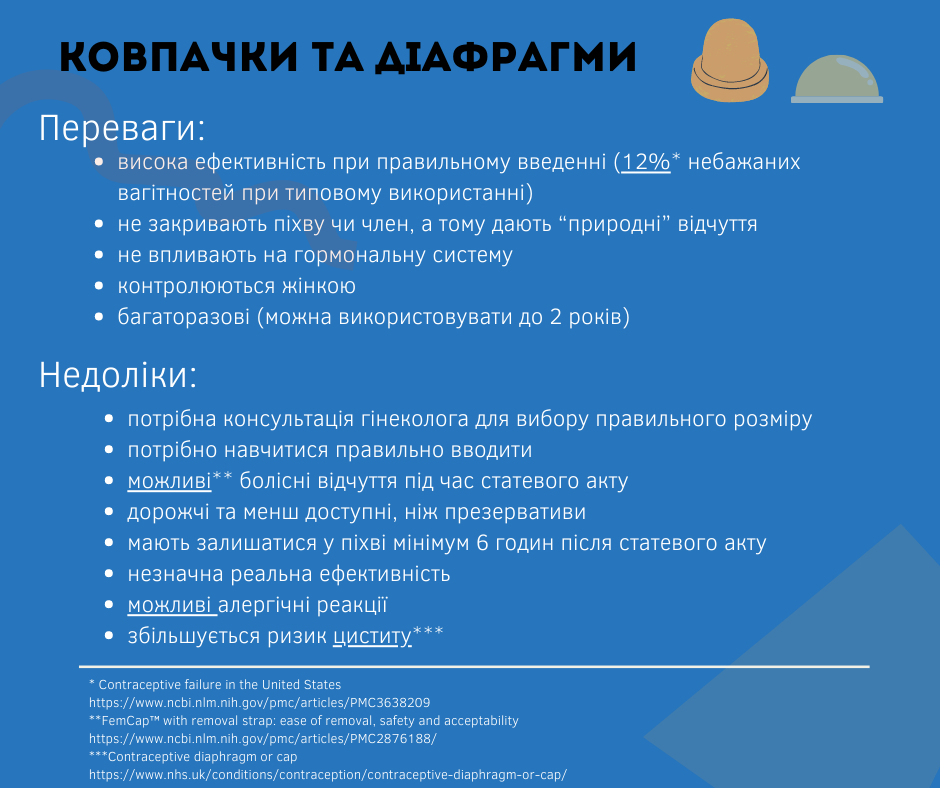 КОВПАЧКИ ТА ДІАФРАГМИ
Переваги:
• висока ефективність при правильному введенні (12%* небажаних
вагітностей при типовому використанні)
• не закривають піхву чи член, а тому дають “природні” відчуття
• не впливають на гормональну систему
• контролюються жінкою
• багаторазові (можна використовувати до 2 років)
Недоліки:
• потрібна консультація гінеколога для вибору правильного розміру
• потрібно навчитися правильно вводити
• можливі** болісні відчуття під час статевого акту
• дорожчі та менш доступні, ніж презервативи
• мають залишатися у піхві мінімум 6 годин після статевого акту
• незначна реальна ефективність
• можливі алергічні реакції
• збільшується ризик циститу***
* Contraceptive failure in the United States
https://www.ncbi.nlm.nih.gov/pmc/articles/PMC3638209
**FemCap™ with removal strap: ease of removal, safety and acceptability
https://www.ncbi.nlm.nih.gov/pmc/articles/PMC2876188/
***Contraceptive diaphragm or cap
https://www.nhs.uk/conditions/contraception/contraceptive-diaphragm-or-cap/